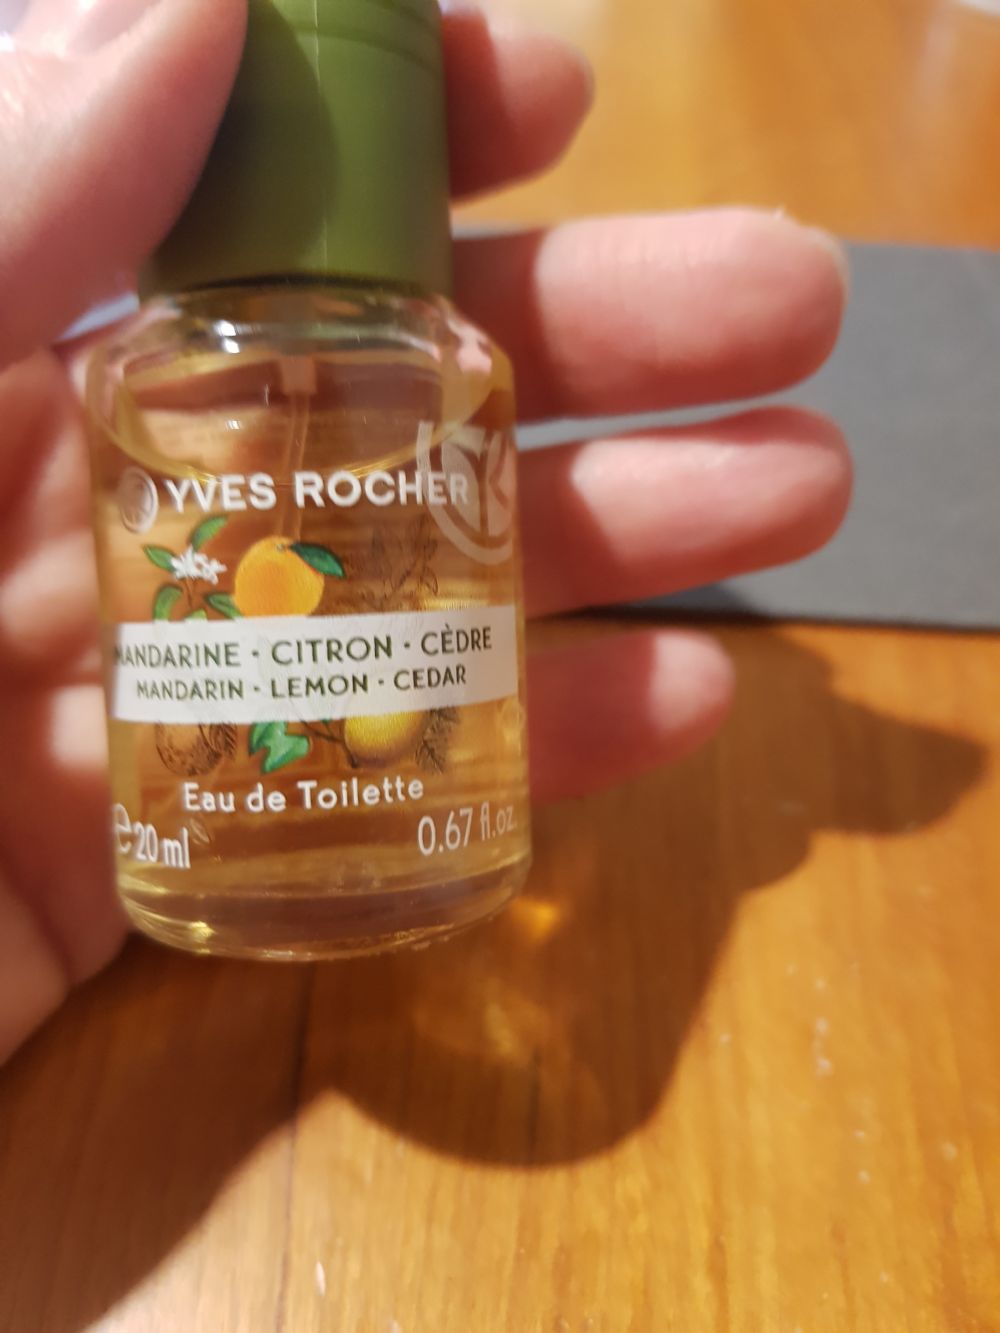 YVES ROCHER
MANDARINE · CITRON · CÈDRE
MANDARIN · LEMON · CEDAR
Eau de Toilette
e 20 ml 0.67 fl.oz.